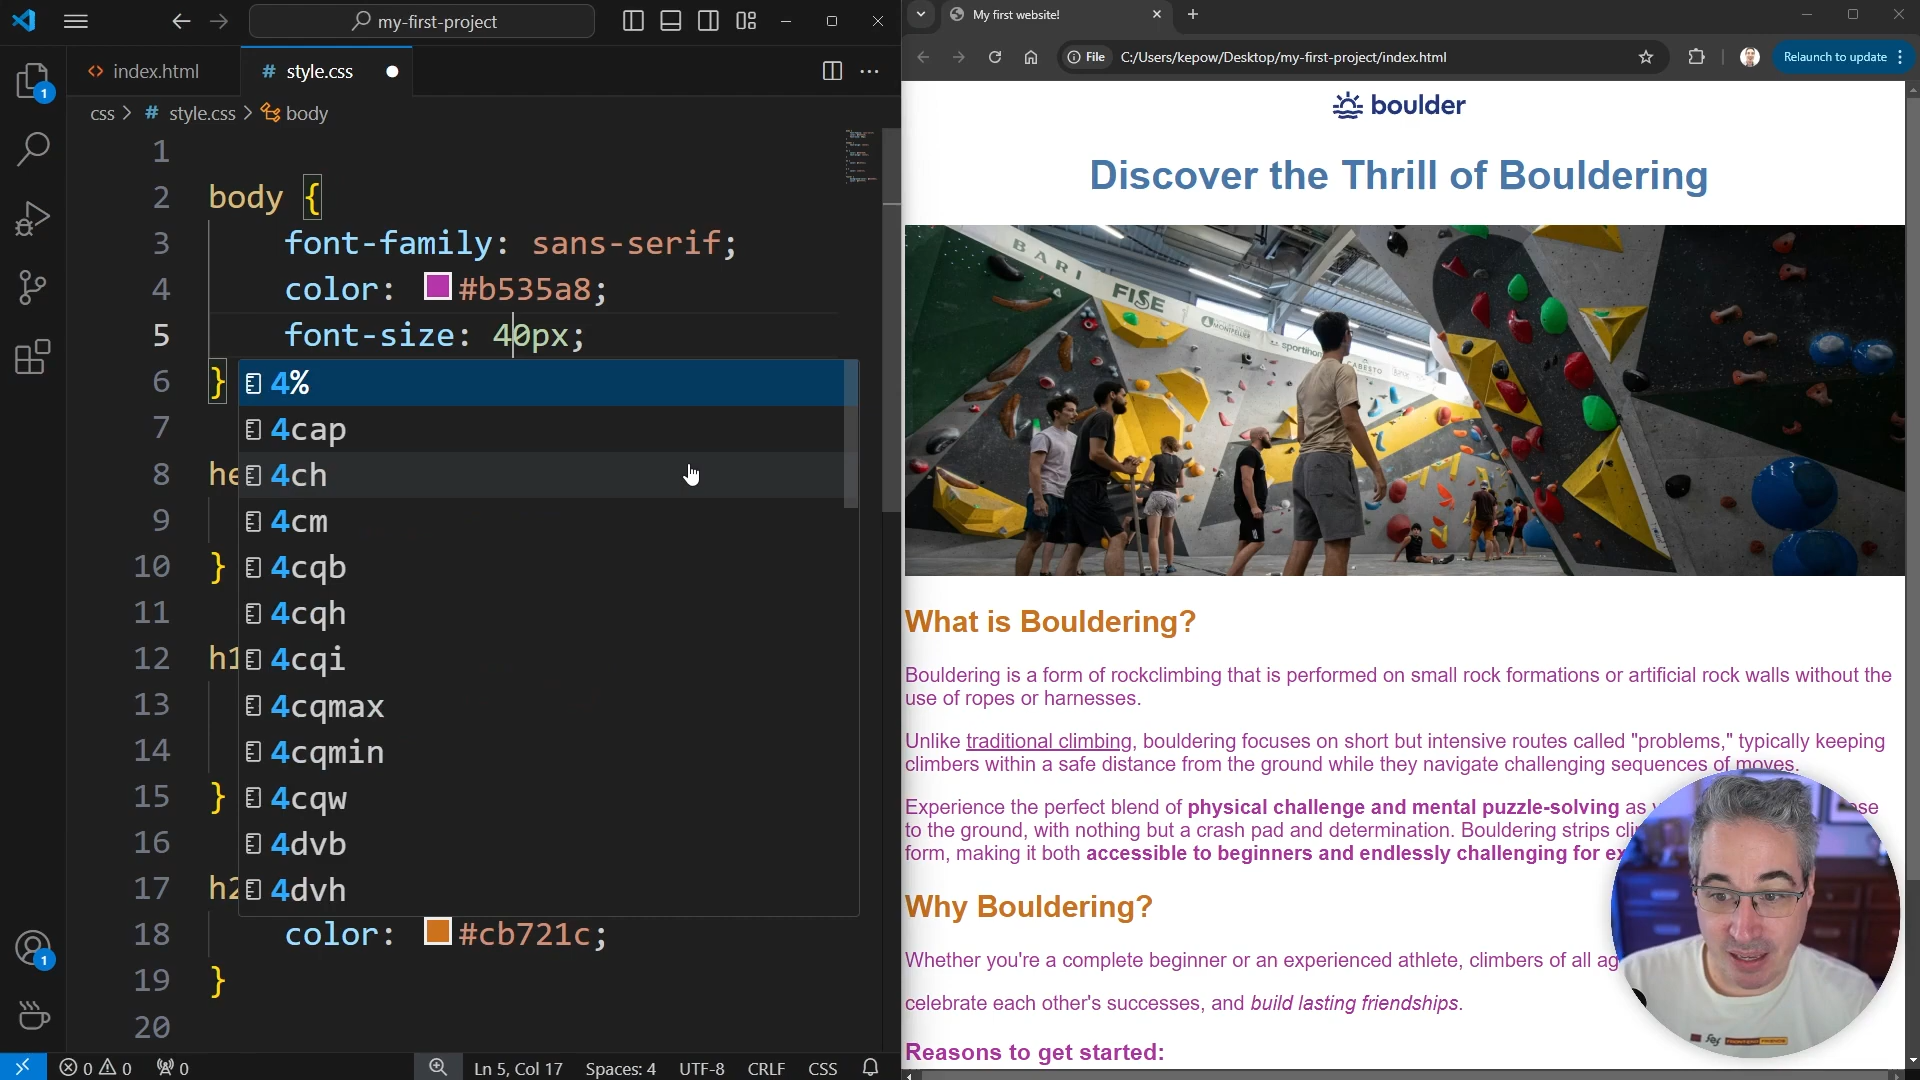 my-first-project
index.html
# style.css
css > # style.css > body
1
2 body {
3 font-family: sans-serif;
4 color: #b535a8;
5 font-size: 40px;
6 }
4%
7
4cap
8 he
4ch
9
4cm
10 }
4cqb
11
4cqh
12 h1
4cqi
13
4cqmax
14
4cqmin
15 }
4cqw
16
4dvb
17 h2
4dvh
18 color: #cb721c;
19 }
20
1
1
0 0 0
Ln 5, Col 17 Spaces: 4 UTF-8 CRLF CSS
My first website!
File C:/Users/kepow/Desktop/my-first-project/index.html
Relaunch to update
boulder
Discover the Thrill of Bouldering
BARI FISE
MONTPELLIER
sportinon
CABESTO
What is Bouldering?
Bouldering is a form of rockclimbing that is performed on small rock formations or artificial rock walls without the
use of ropes or harnesses.
Unlike traditional climbing, bouldering focuses on short but intensive routes called "problems," typically keeping
climbers within a safe distance from the ground while they navigate challenging sequences of moves.
Experience the perfect blend of physical challenge and mental puzzle-solving as
to the ground, with nothing but a crash pad and determination. Bouldering strips
form, making it both accessible to beginners and endlessly challenging for
Why Bouldering?
Whether you're a complete beginner or an experienced athlete, climbers of all
celebrate each other's successes, and build lasting friendships.
Reasons to get started: